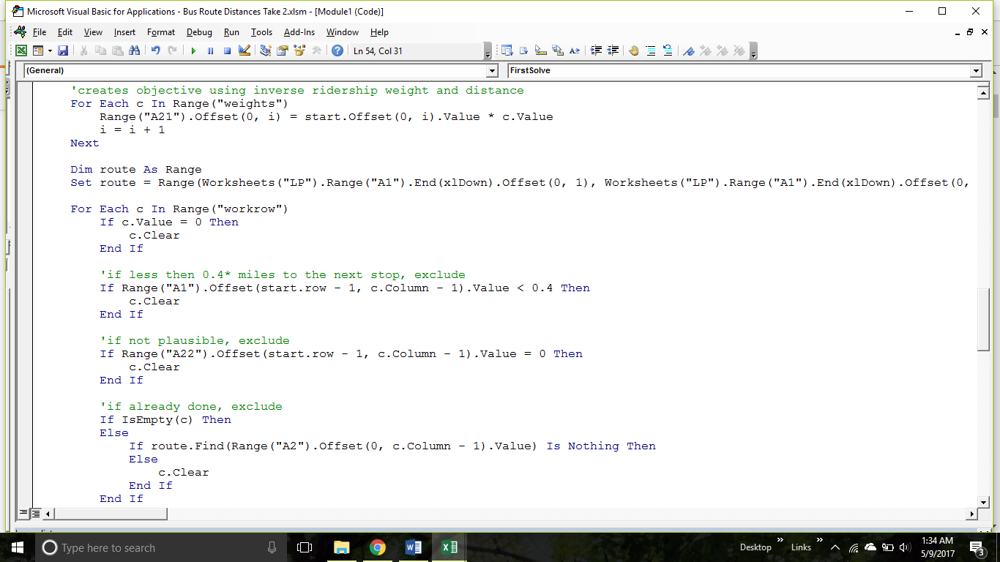 Microsoft Visual Basic for Applications - Bus Route Distances Take 2.xlsm - [Module1 (Code)]
File Edit View Insert Format Debug Run Tools Add-Ins Window Help
Ln 54, Col 31
(General) FirstSolve
'creates objective using inverse ridership weight and distance
For Each c In Range("weights")
Range("A21").Offset(0, i) = start.Offset(0, i).Value * c.Value
i = i + 1
Next
Dim route As Range
Set route = Range(Worksheets("LP").Range("A1").End(xlDown).Offset(0, 1), Worksheets("LP").Range("A1").End(xlDown).Offset(0,
For Each c In Range("workrow")
If c.Value = 0 Then
c.Clear
End If
'if less then 0.4* miles to the next stop, exclude
If Range("A1").Offset(start.row - 1, c.Column - 1).Value < 0.4 Then
c.Clear
End If
'if not plausible, exclude
If Range("A22").Offset(start.row - 1, c.Column - 1).Value = 0 Then
c.Clear
End If
'if already done, exclude
If IsEmpty(c) Then
Else
If route.Find(Range("A2").Offset(0, c.Column - 1).Value) Is Nothing Then
Else
c.Clear
End If
End If
Type here to search
Desktop
Links
1:34 AM
5/9/2017
3